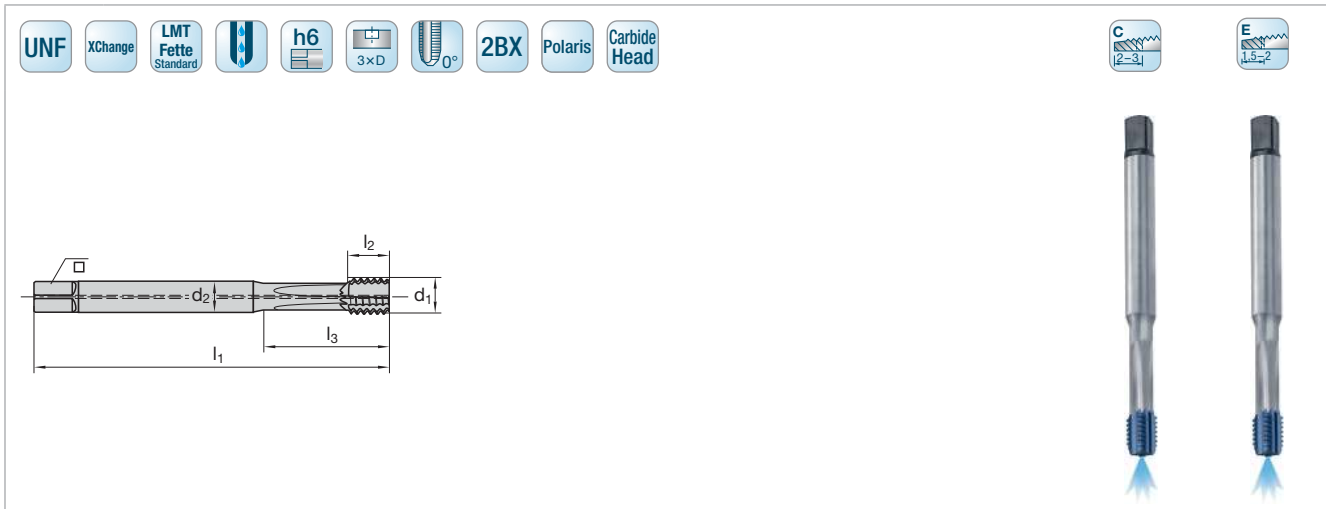 UNF
XChange
LMT
Fette
Standard
h6
3×D
0°
2BX
Polaris
Carbide
Head
C
2–3
E
1,5–2
l2
d2
d1
l3
l1